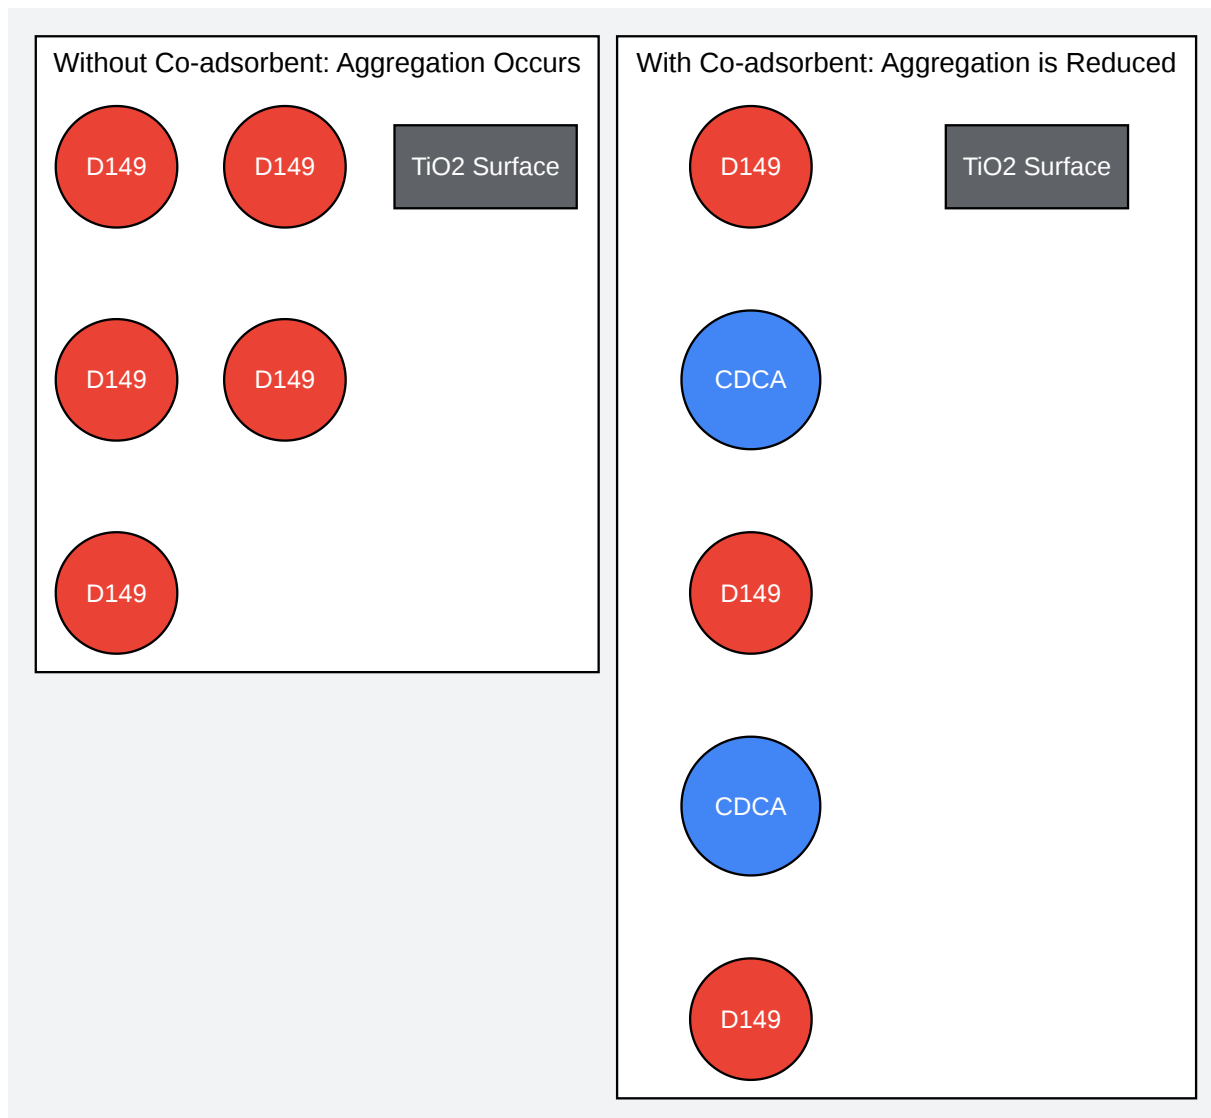 Without Co-adsorbent: Aggregation Occurs
D149
D149
TiO2 Surface
D149
D149
D149
With Co-adsorbent: Aggregation is Reduced
D149
TiO2 Surface
CDCA
D149
CDCA
D149